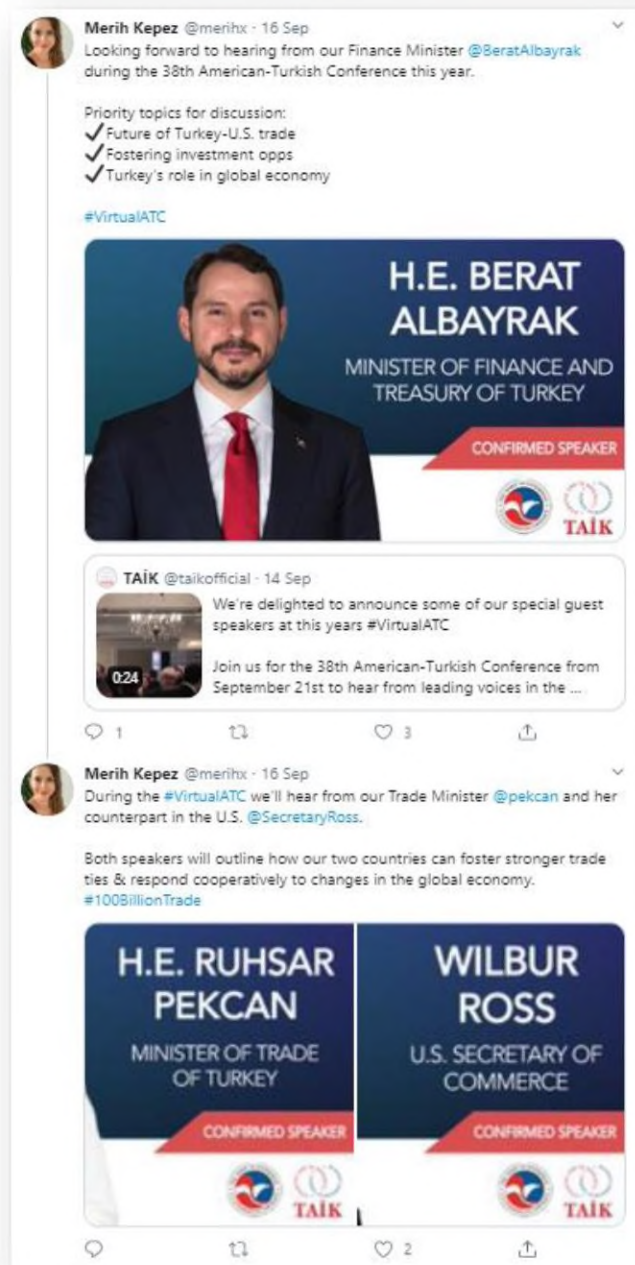 Merih Kepez @merihx · 16 Sep
Looking forward to hearing from our Finance Minister @BeratAlbayrak
during the 38th American-Turkish Conference this year.
Priority topics for discussion:
✓Future of Turkey-U.S. trade
✓Fostering investment opps
✓Turkey's role in global economy
#VirtualATC
H.E. BERAT
ALBAYRAK
MINISTER OF FINANCE AND
TREASURY OF TURKEY
CONFIRMED SPEAKER
TAİK
TAİK @taikofficial · 14 Sep
We're delighted to announce some of our special guest
speakers at this years #VirtualATC
Join us for the 38th American-Turkish Conference from
September 21st to hear from leading voices in the ...
0:24
1
3
Merih Kepez @merihx · 16 Sep
During the #VirtualATC we'll hear from our Trade Minister @pekcan and her
counterpart in the U.S. @SecretaryRoss.
Both speakers will outline how our two countries can foster stronger trade
ties & respond cooperatively to changes in the global economy.
#100BillionTrade
H.E. RUHSAR
PEKCAN
MINISTER OF TRADE
OF TURKEY
CONFIRMED SPEAKER
TAİK
WILBUR
ROSS
U.S. SECRETARY OF
COMMERCE
CONFIRMED SPEAKER
TAİK
2